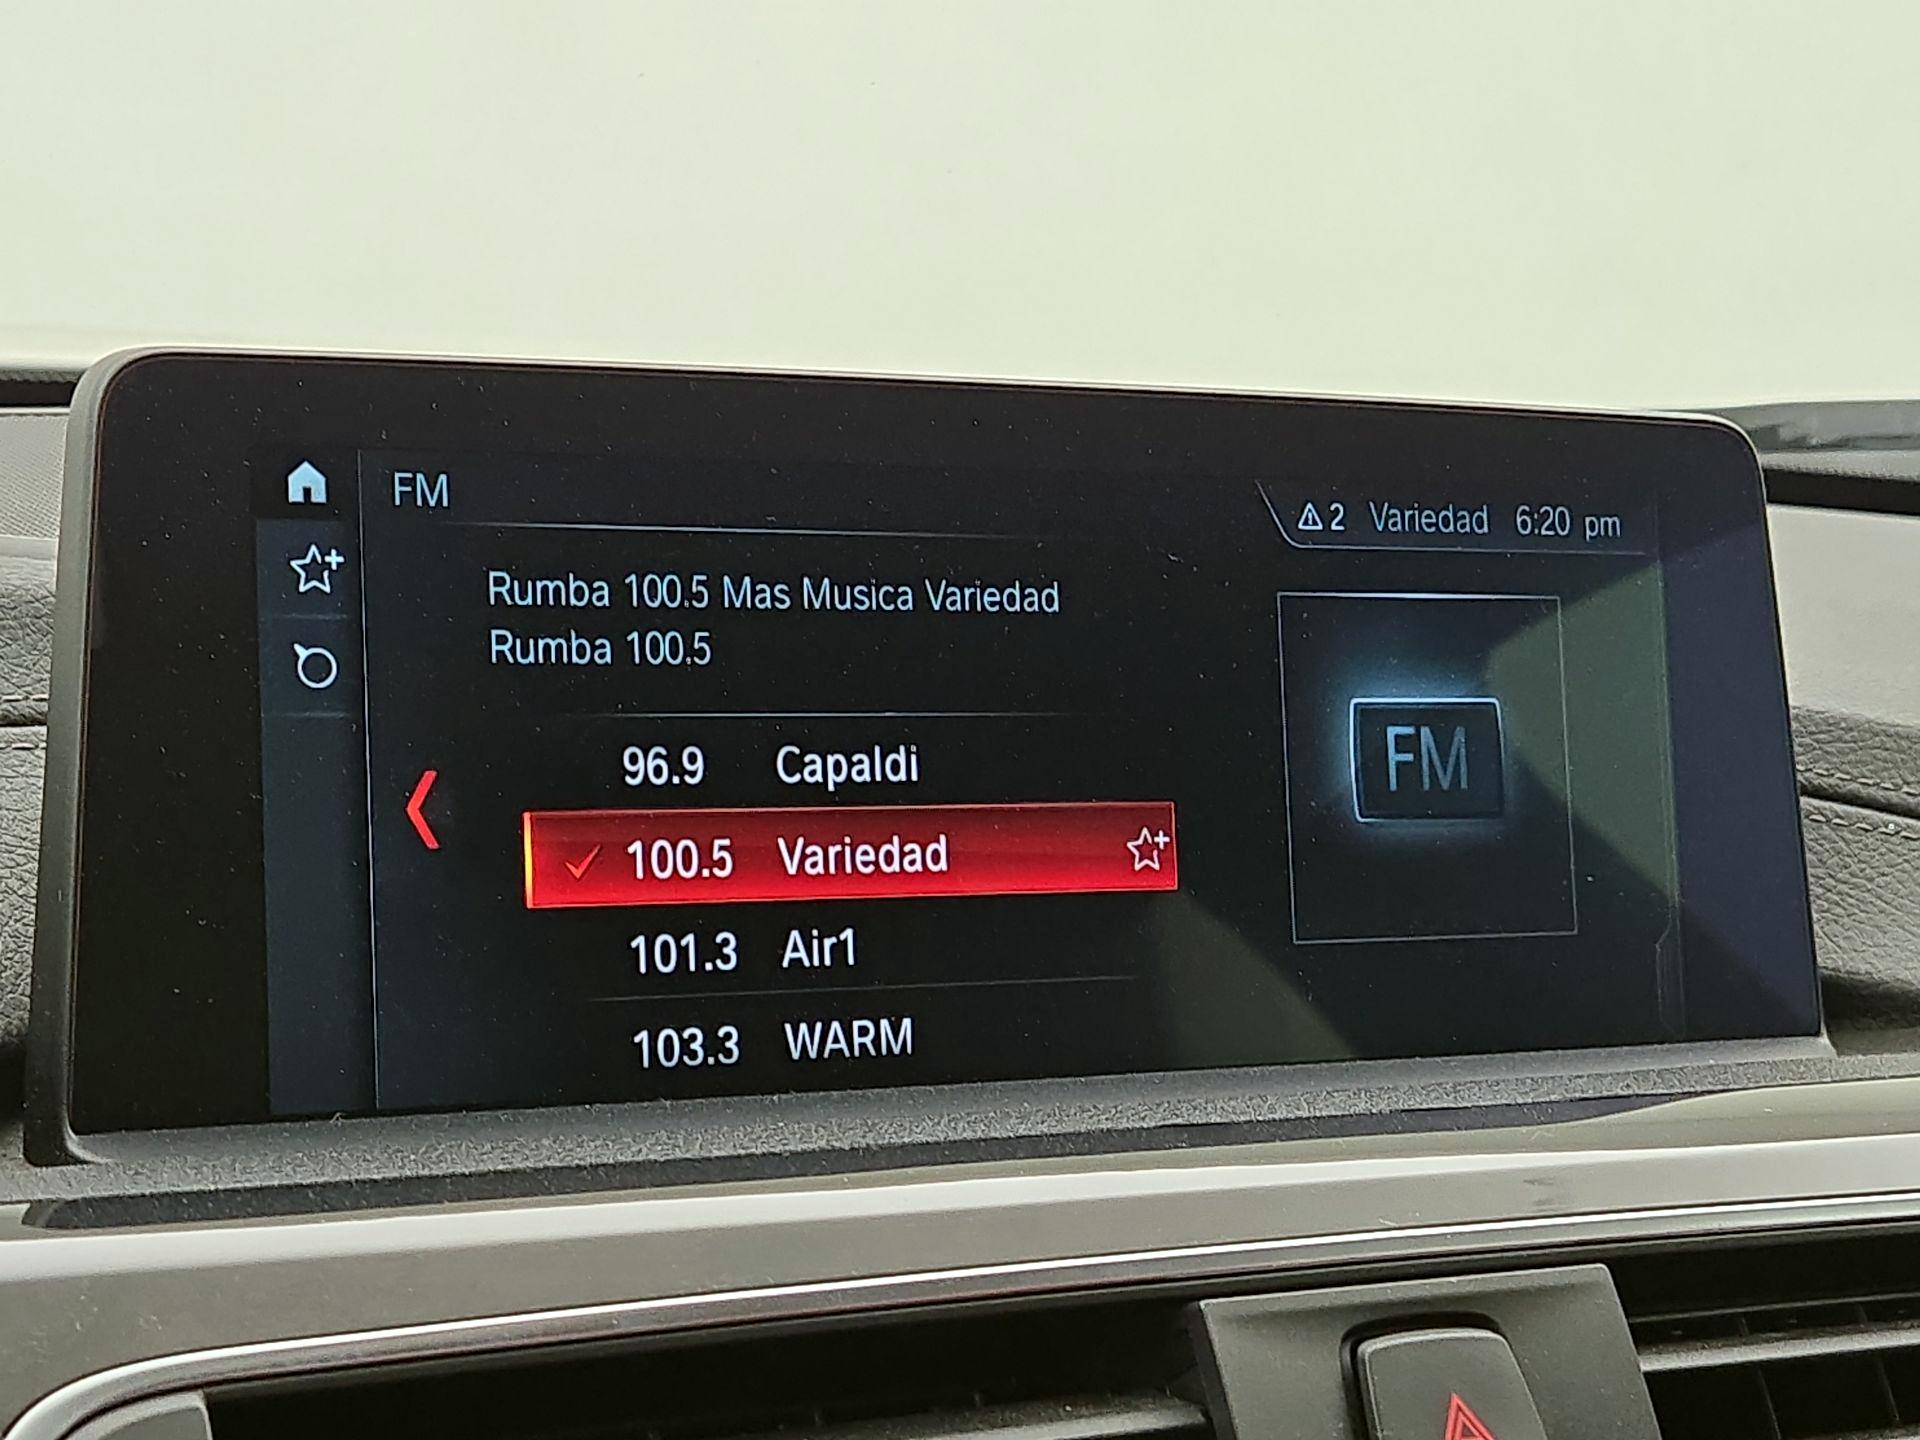 FM
2 Variedad 6:20 pm
Rumba 100.5 Mas Musica Variedad
Rumba 100.5
96.9 Capaldi
100.5 Variedad
101.3 Air1
103.3 WARM
FM